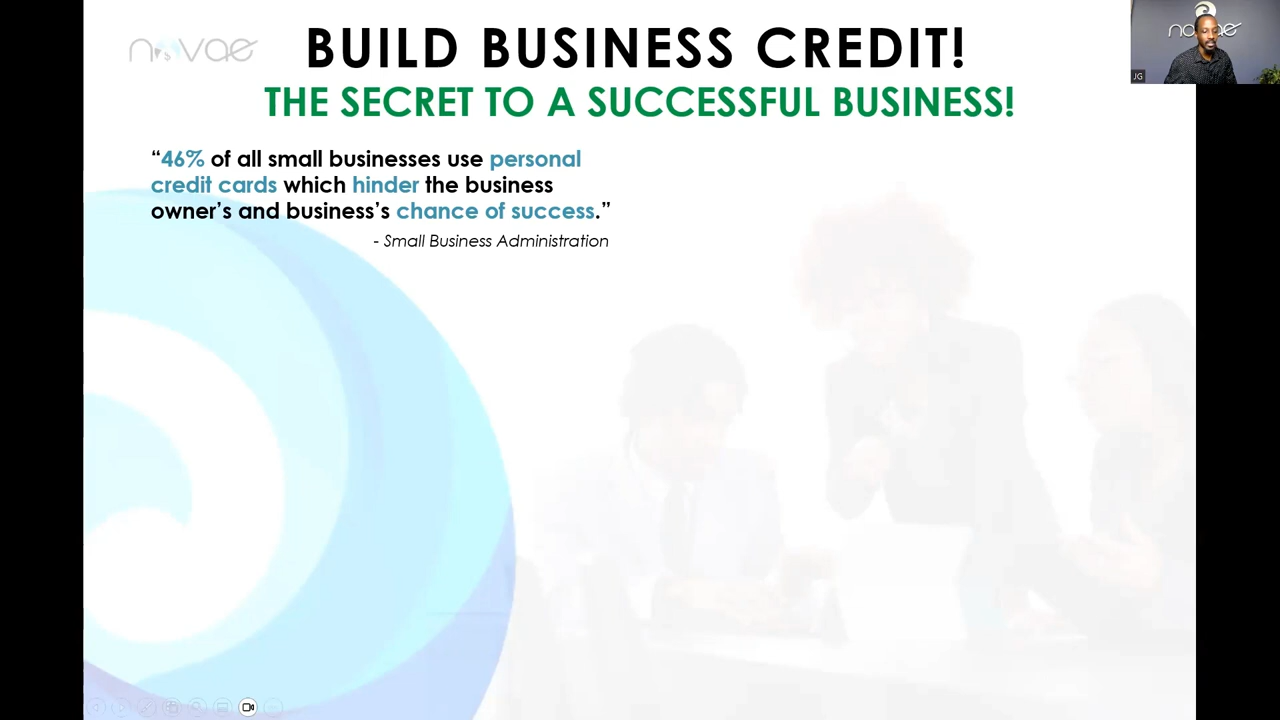 novae
BUILD BUSINESS CREDIT!
THE SECRET TO A SUCCESSFUL BUSINESS!
“46% of all small businesses use personal
credit cards which hinder the business
owner’s and business’s chance of success.”
- Small Business Administration
novae
JG